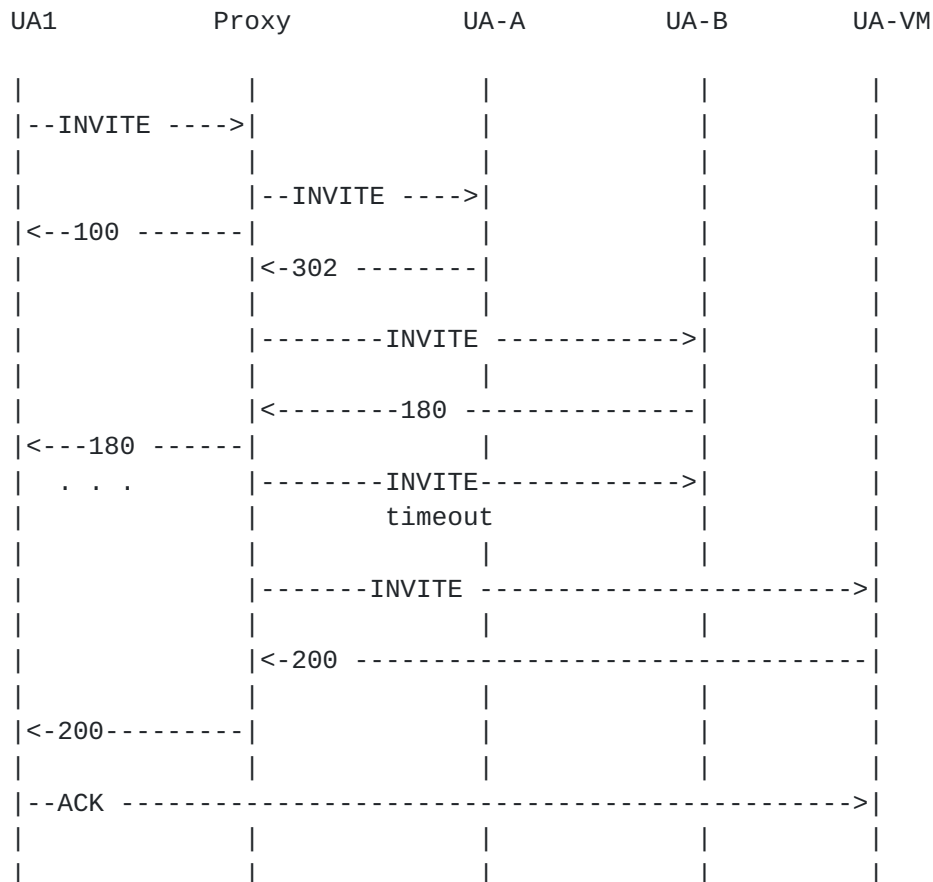 UA1          Proxy           UA-A         UA-B        UA-VM

|              |              |             |          |
|--INVITE ---->|              |             |          |
|              |              |             |          |
|              |--INVITE ---->|             |          |
|<--100 -------|              |             |          |
|              |<-302 --------|             |          |
|              |              |             |          |
|              |--------INVITE ------------>|          |
|              |              |             |          |
|              |<--------180 ---------------|          |
|<---180 ------|              |             |          |
|  . . .       |--------INVITE------------->|          |
|              |        timeout             |          |
|              |              |             |          |
|              |-------INVITE ----------------------->|
|              |              |             |          |
|              |<-200 ---------------------------------|
|              |              |             |          |
|<-200---------|              |             |          |
|              |              |             |          |
|--ACK ----------------------------------------------->|
|              |              |             |          |
|              |              |             |          |